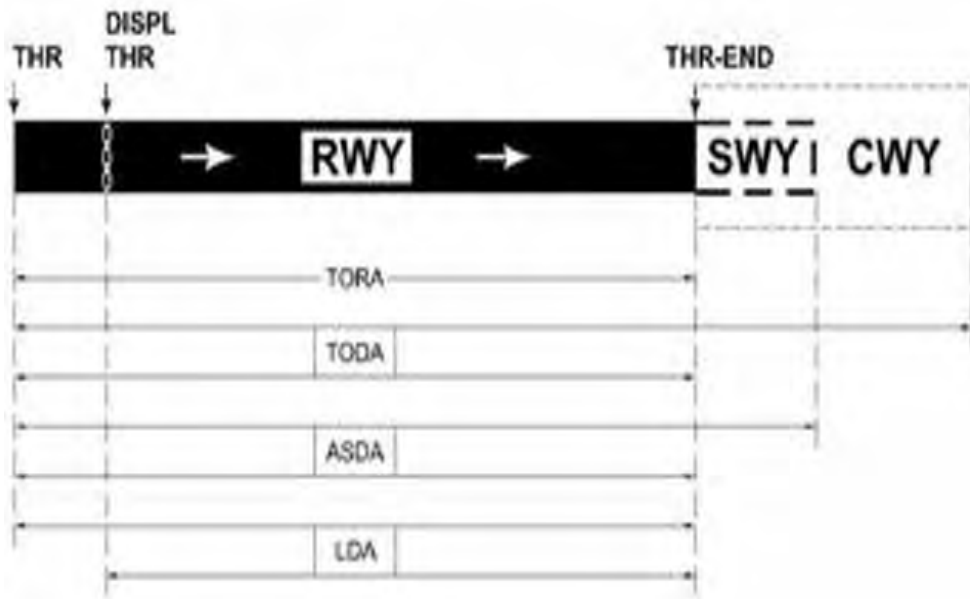 DISPL
THR THR THR-END
RWY SWY CWY
TORA
TODA
ASDA
LDA